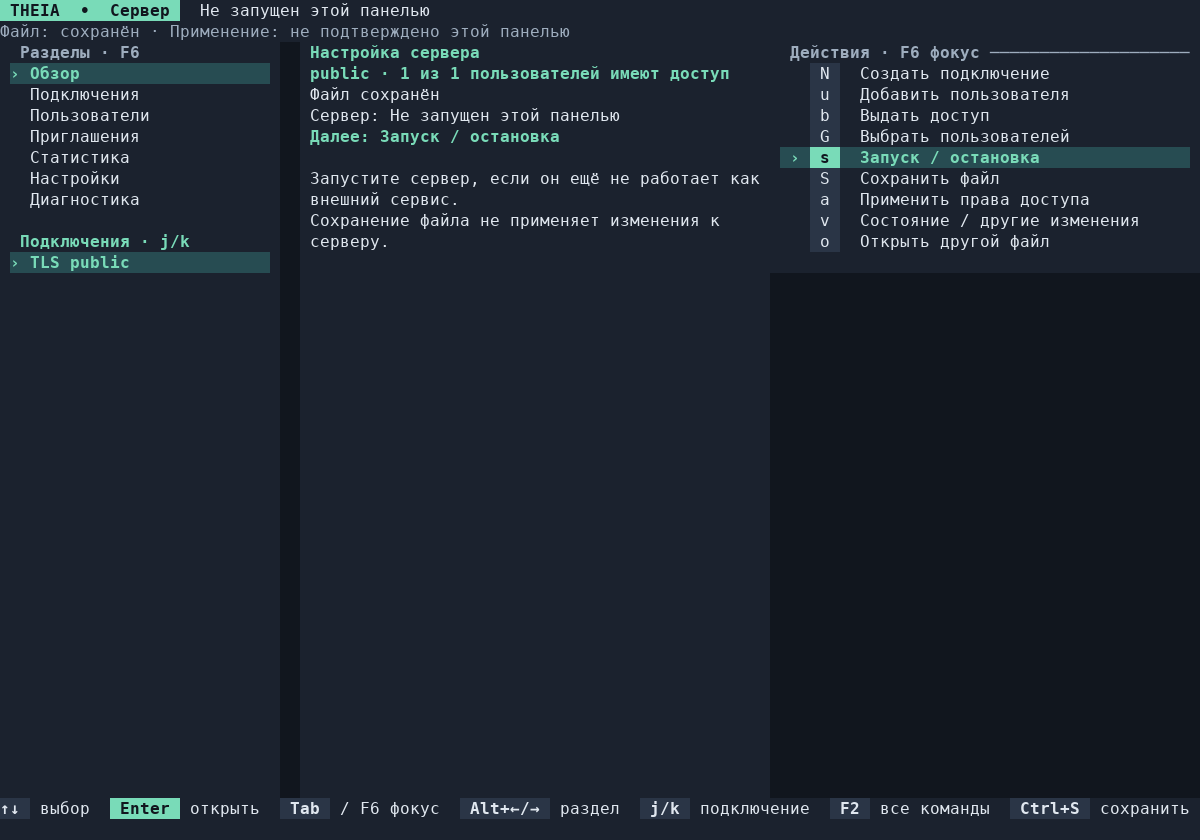 THEIA • Сервер Не запущен этой панелью
Файл: сохранён · Применение: не подтверждено этой панелью
Разделы · F6
› Обзор
Подключения
Пользователи
Приглашения
Статистика
Настройки
Диагностика
Подключения · j/k
› TLS public
Настройка сервера
public · 1 из 1 пользователей имеют доступ
Файл сохранён
Сервер: Не запущен этой панелью
Далее: Запуск / остановка
Запустите сервер, если он ещё не работает как
внешний сервис.
Сохранение файла не применяет изменения к
серверу.
Действия · F6 фокус
N Создать подключение
u Добавить пользователя
b Выдать доступ
G Выбрать пользователей
› s Запуск / остановка
S Сохранить файл
a Применить права доступа
v Состояние / другие изменения
o Открыть другой файл
↑↓ выбор Enter открыть Tab / F6 фокус Alt+←/→ раздел j/k подключение F2 все команды Ctrl+S сохранить